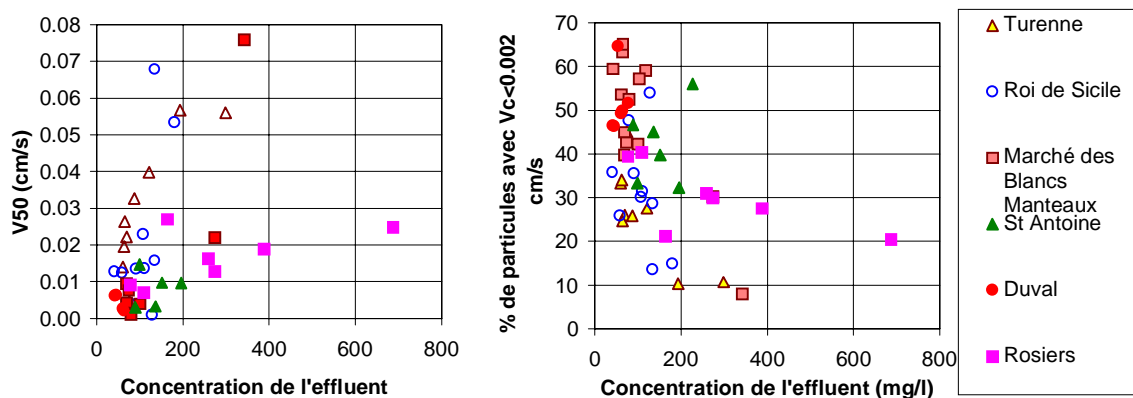 V50 (cm/s)
0.08
0.07
0.06
0.05
0.04
0.03
0.02
0.01
0.00
0 200 400 600 800
Concentration de l'effluent
% de particules avec Vc<0.002
cm/s
70
60
50
40
30
20
10
0
0 200 400 600 800
Concentration de l'effluent (mg/l)
Turenne
Roi de Sicile
Marché des
Blancs
Manteaux
St Antoine
Duval
Rosiers